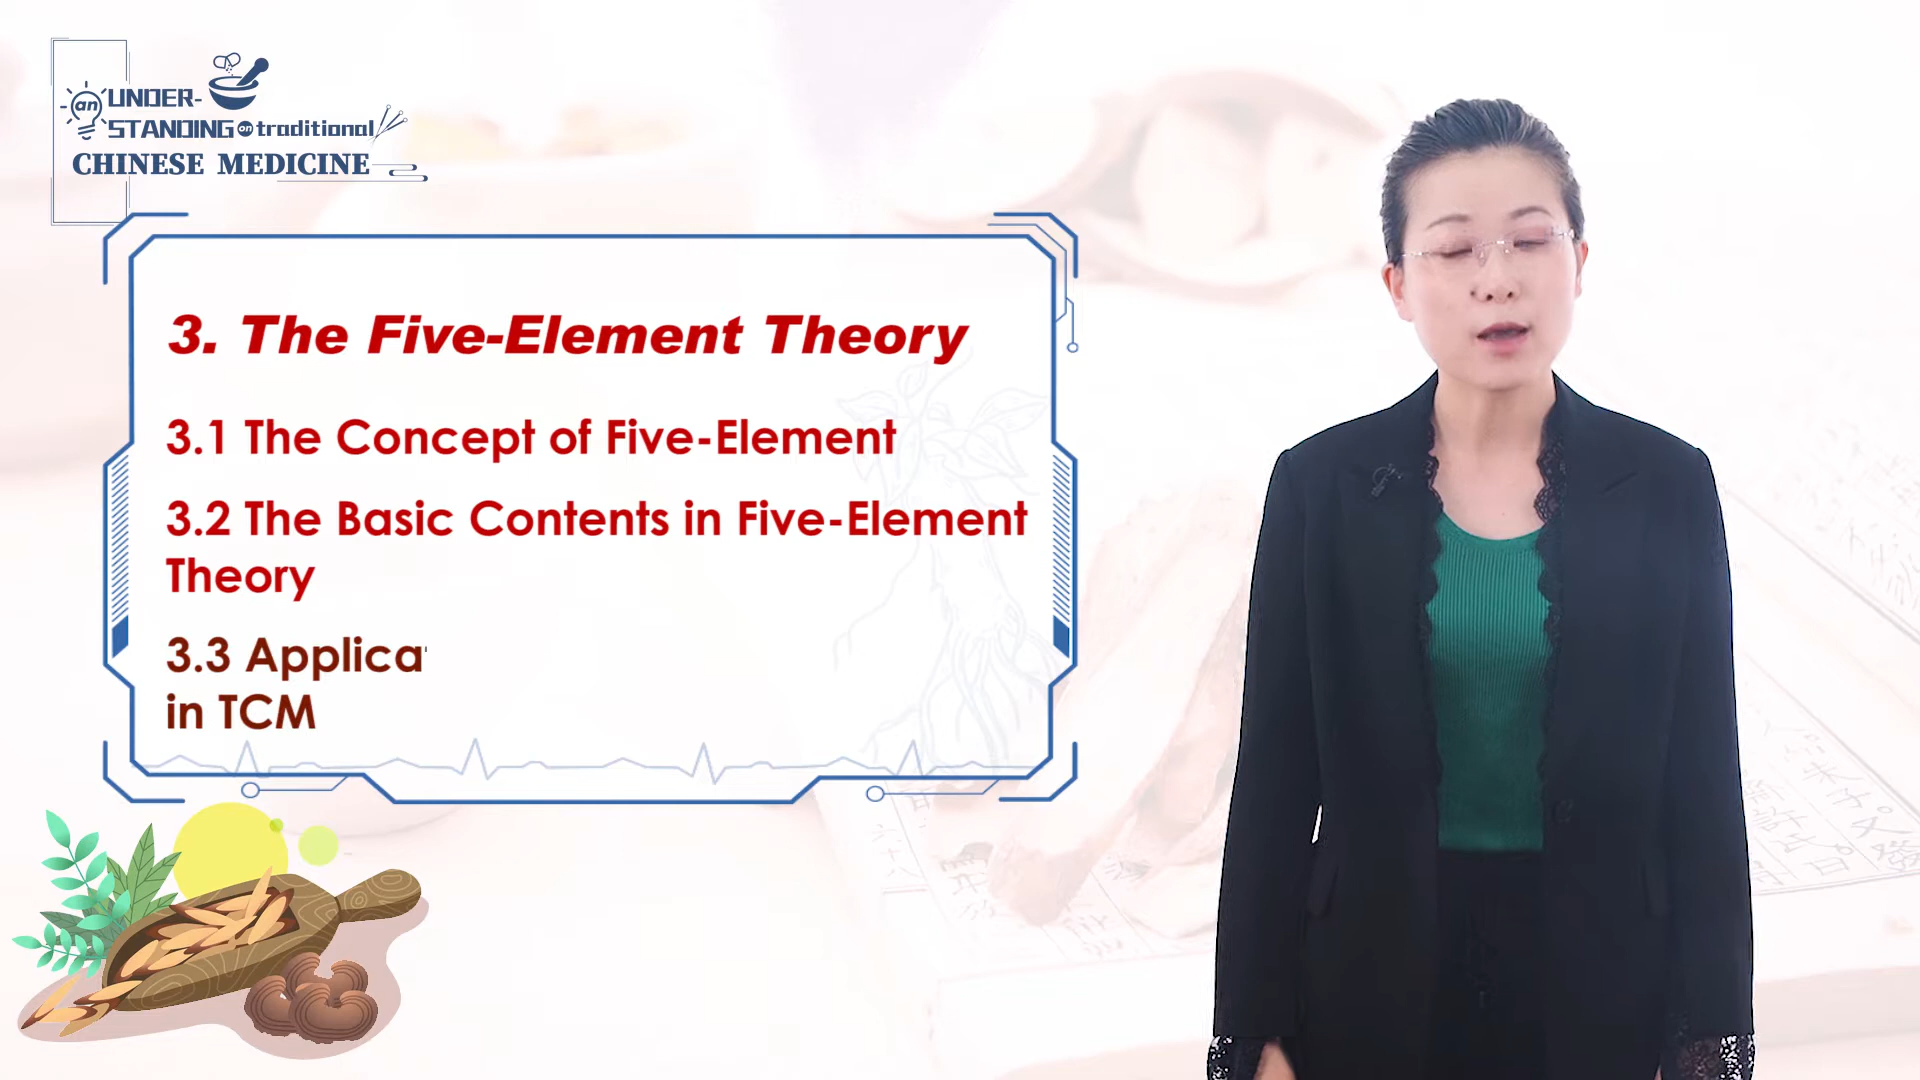 an UNDER-
STANDING on traditional
CHINESE MEDICINE
3. The Five-Element Theory
3.1 The Concept of Five-Element
3.2 The Basic Contents in Five-Element
Theory
3.3 Applica
in TCM